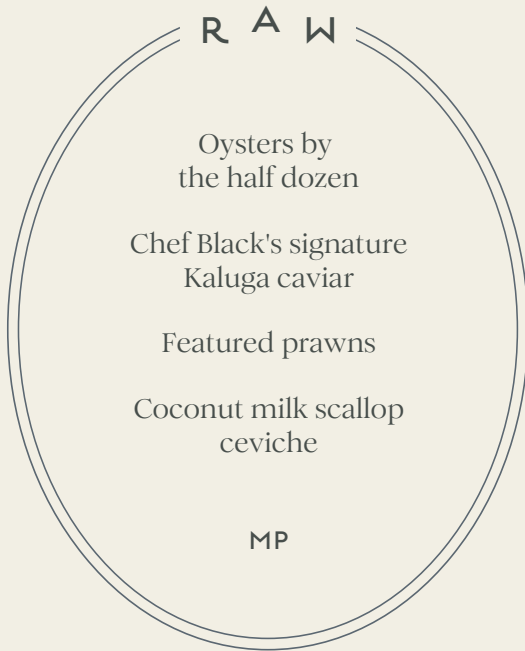 RAW
Oysters by
the half dozen
Chef Black's signature
Kaluga caviar
Featured prawns
Coconut milk scallop
ceviche
MP